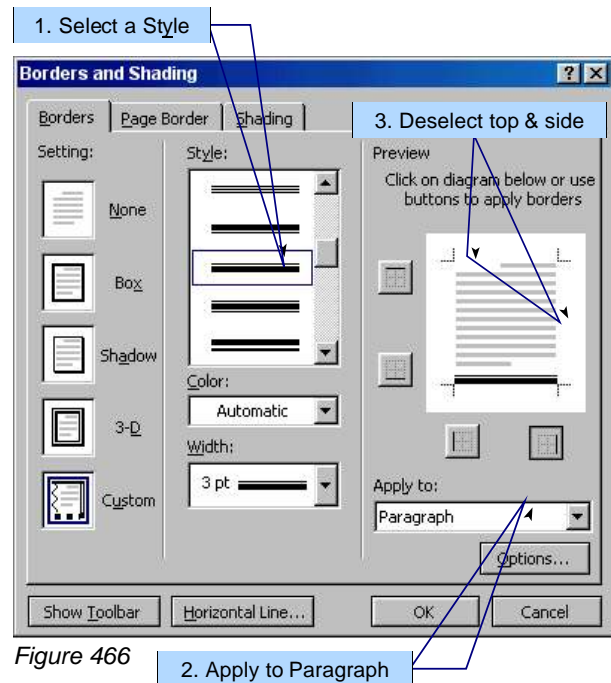 1. Select a Style
Borders and Shading
Borders
Page Border
Shading
3. Deselect top & side
Setting:
None
Box
Shadow
3-D
Custom
Style:
Color:
Automatic
Width:
3 pt
Preview
Click on diagram below or use
buttons to apply borders
Apply to:
Paragraph
Options...
Show Toolbar
Horizontal Line...
OK
Cancel
Figure 466
2. Apply to Paragraph